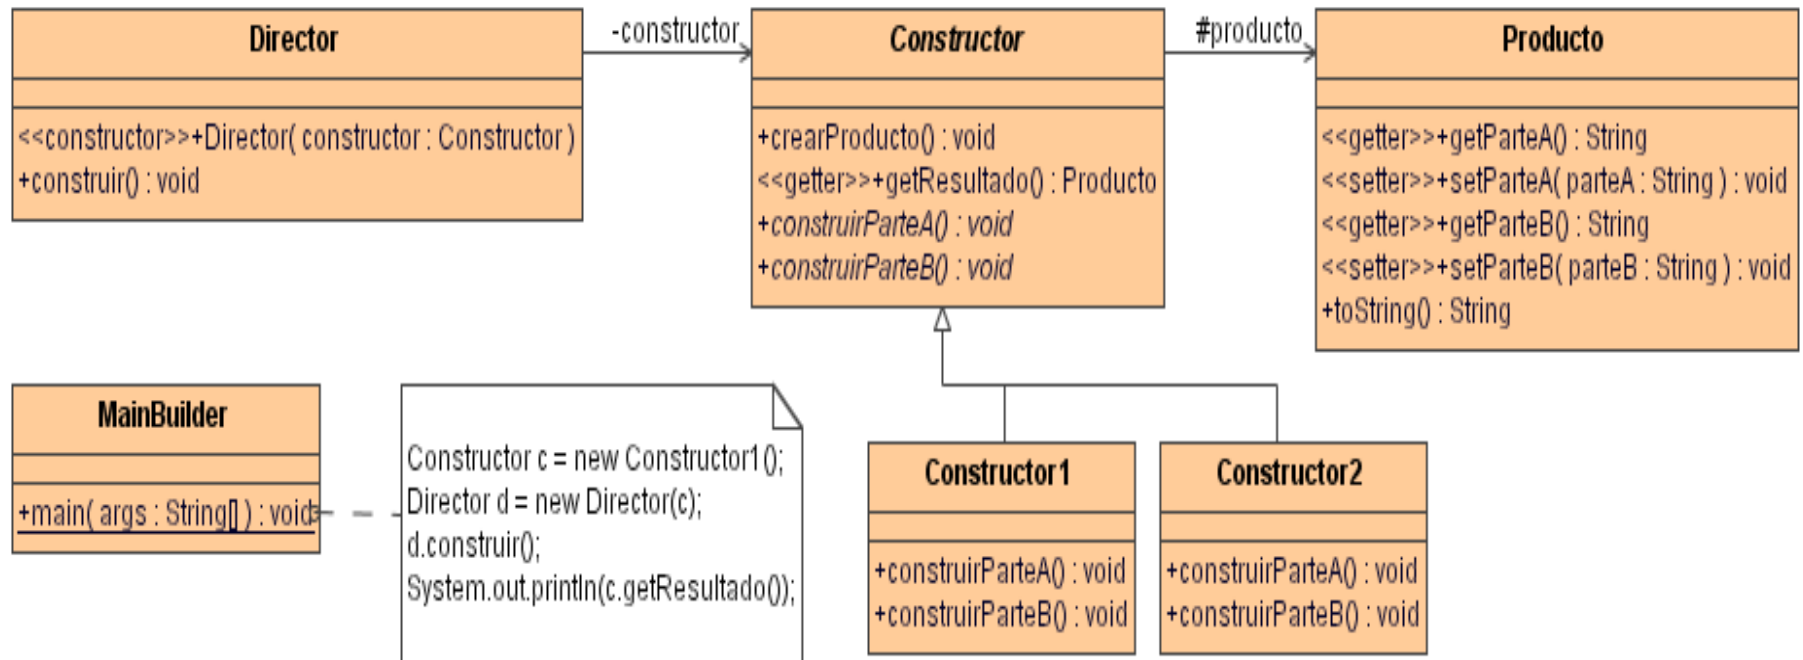 Director
<<constructor>>+Director( constructor : Constructor )
+construir() : void
-constructor
Constructor
+crearProducto() : void
<<getter>>+getResultado() : Producto
+construirParteA() : void
+construirParteB() : void
#producto
Producto
<<getter>>+getParteA() : String
<<setter>>+setParteA( parteA : String ) : void
<<getter>>+getParteB() : String
<<setter>>+setParteB( parteB : String ) : void
+toString() : String
MainBuilder
+main( args : String[] ) : void
Constructor c = new Constructor1();
Director d = new Director(c);
d.construir();
System.out.println(c.getResultado());
Constructor1
+construirParteA() : void
+construirParteB() : void
Constructor2
+construirParteA() : void
+construirParteB() : void